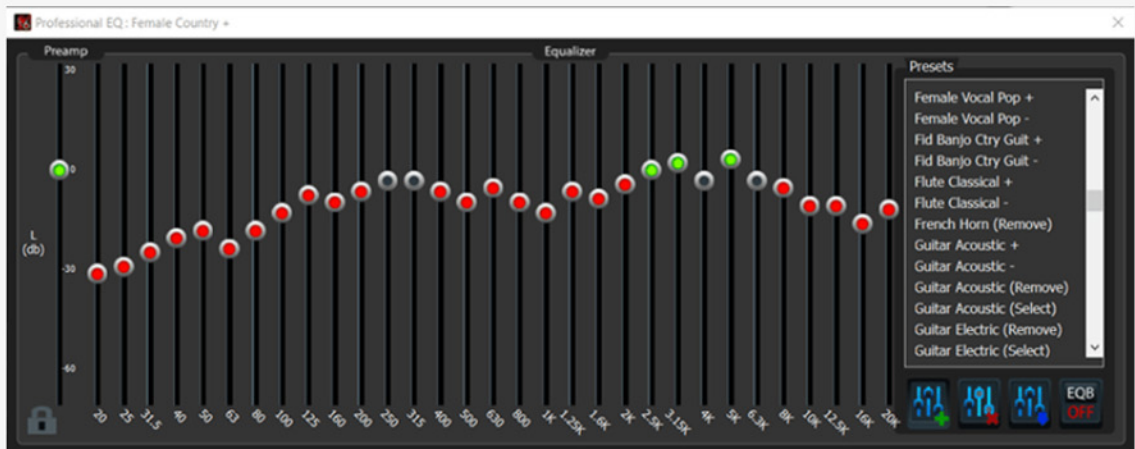 Professional EQ : Female Country +
Preamp
Equalizer
Presets
30
0
-30
-60
L
(db)
20 25 31.5 40 50 63 80 100 125 160 200 250 315 400 500 630 800 1K 1.25K 1.6K 2K 2.5K 3.15K 4K 5K 6.3K 8K 10K 12.5K 16K 20K
Female Vocal Pop +
Female Vocal Pop -
Fid Banjo Ctry Guit +
Fid Banjo Ctry Guit -
Flute Classical +
Flute Classical -
French Horn (Remove)
Guitar Acoustic +
Guitar Acoustic -
Guitar Acoustic (Remove)
Guitar Acoustic (Select)
Guitar Electric (Remove)
Guitar Electric (Select)
EQB
OFF